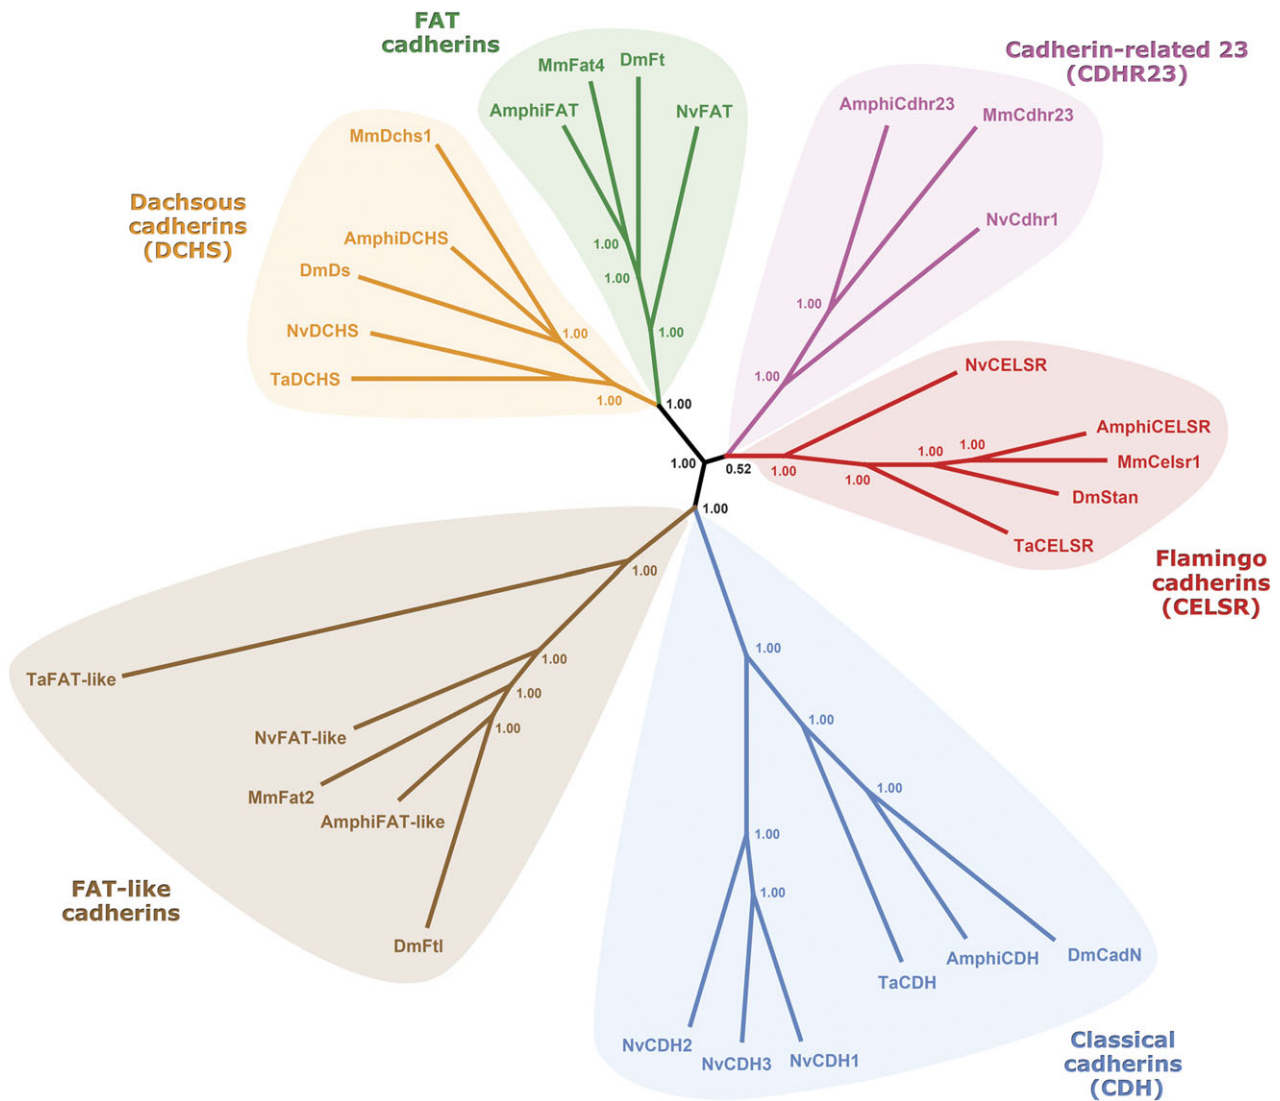 FAT
cadherins
MmFat4
DmFt
AmphiFAT
NvFAT
1.00
1.00
1.00
Cadherin-related 23
(CDHR23)
AmphiCdhr23
MmCdhr23
NvCdhr1
1.00
1.00
Dachsous
cadherins
(DCHS)
MmDchs1
AmphiDCHS
DmDs
NvDCHS
TaDCHS
1.00
1.00
1.00
1.00
0.52
1.00
NvCELSR
AmphiCELSR
MmCelsr1
DmStan
TaCELSR
1.00
1.00
1.00
1.00
Flamingo
cadherins
(CELSR)
TaFAT-like
NvFAT-like
MmFat2
AmphiFAT-like
DmFtl
1.00
1.00
1.00
1.00
FAT-like
cadherins
1.00
1.00
1.00
1.00
1.00
TaCDH
AmphiCDH
DmCadN
NvCDH2
NvCDH3
NvCDH1
Classical
cadherins
(CDH)